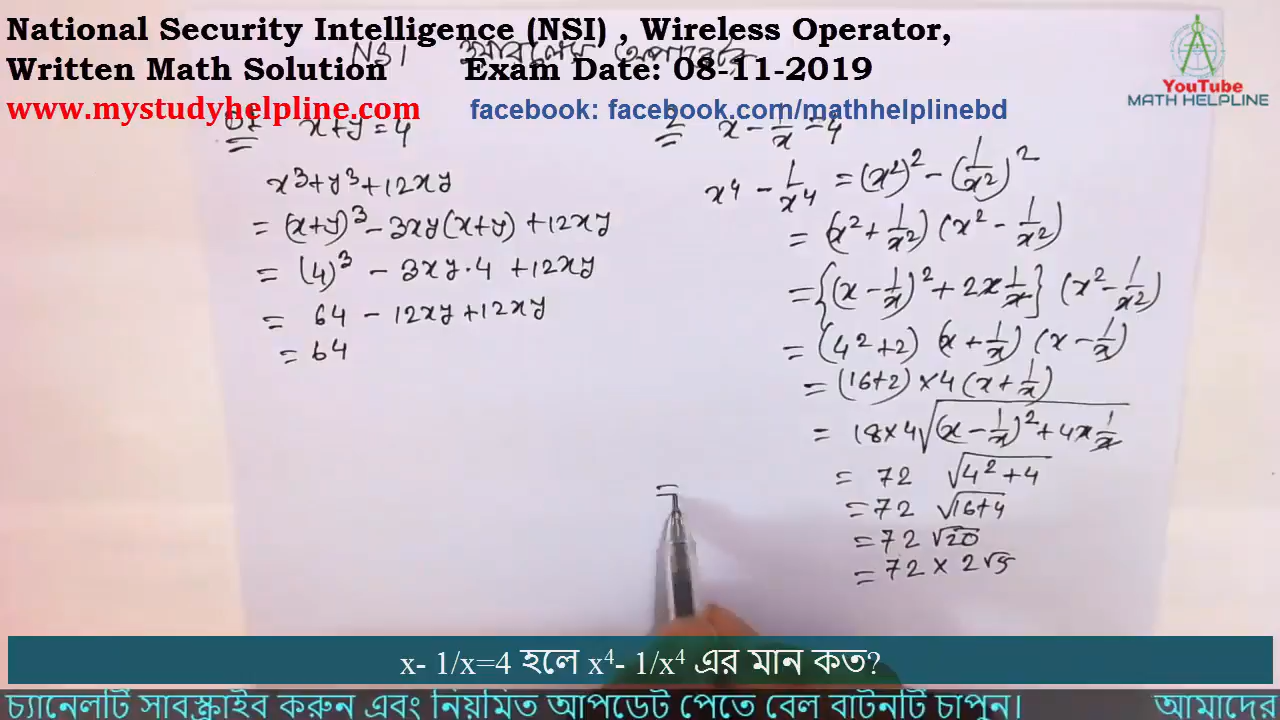 National Security Intelligence (NSI) , Wireless Operator,
Written Math Solution Exam Date: 08-11-2019
www.mystudyhelpline.com facebook: facebook.com/mathhelplinebd
YouTube
MATH HELPLINE
NSI
01 x+y=4
x³+y³+12xy
= (x+y)³ - 3xy(x+y) + 12xy
= (4)³ - 3xy·4 + 12xy
= 64 - 12xy + 12xy
= 64
2 x - 1/x = 4
x⁴ - 1/x⁴ = (x²)² - (1/x²)²
= (x² + 1/x²) (x² - 1/x²)
= {(x - 1/x)² + 2x 1/x} (x² - 1/x²)
= (4²+2) (x + 1/x) (x - 1/x)
= (16+2) × 4 (x + 1/x)
= 18×4 √(x - 1/x)² + 4x 1/x
= 72 √4²+4
= 72 √16+4
= 72 √20
= 72 × 2√5
=
x- 1/x=4 হলে x⁴- 1/x⁴ এর মান কত?
চ্যানেলটি সাবস্ক্রাইব করুন এবং নিয়মিত আপডেট পেতে বেল বাটনটি চাপুন। আমাদের